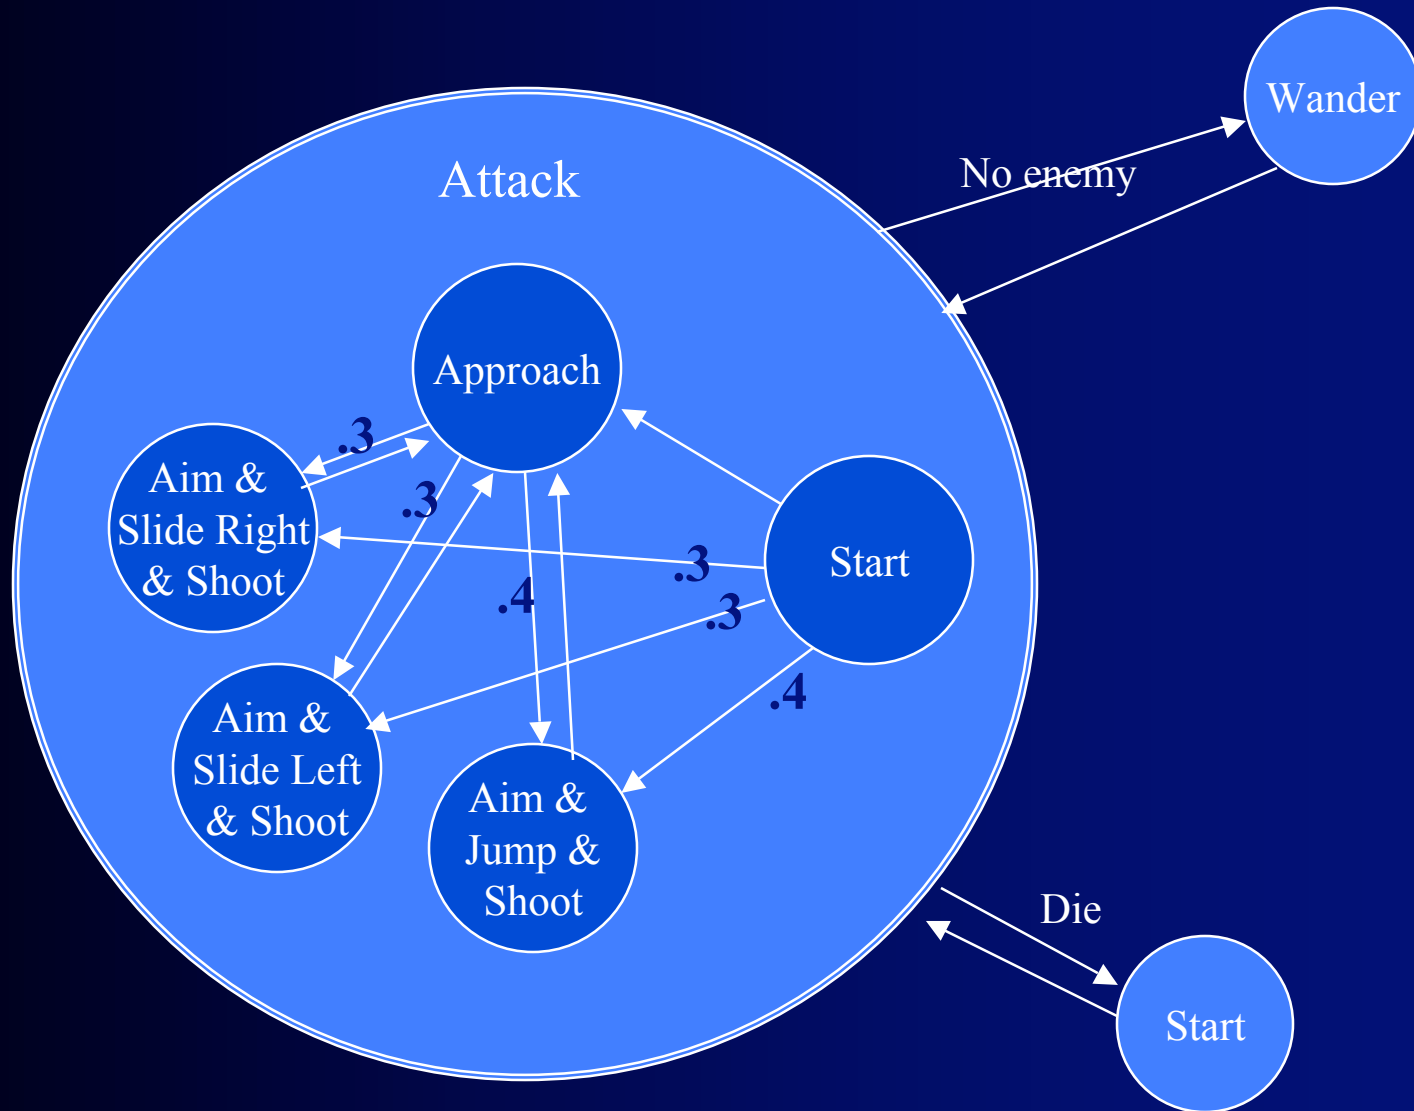 Wander
No enemy
Attack
Approach
.3
Aim &
Slide Right
& Shoot
.3
Start
.3
.4
.3
.4
Aim &
Slide Left
& Shoot
Aim &
Jump &
Shoot
Die
Start